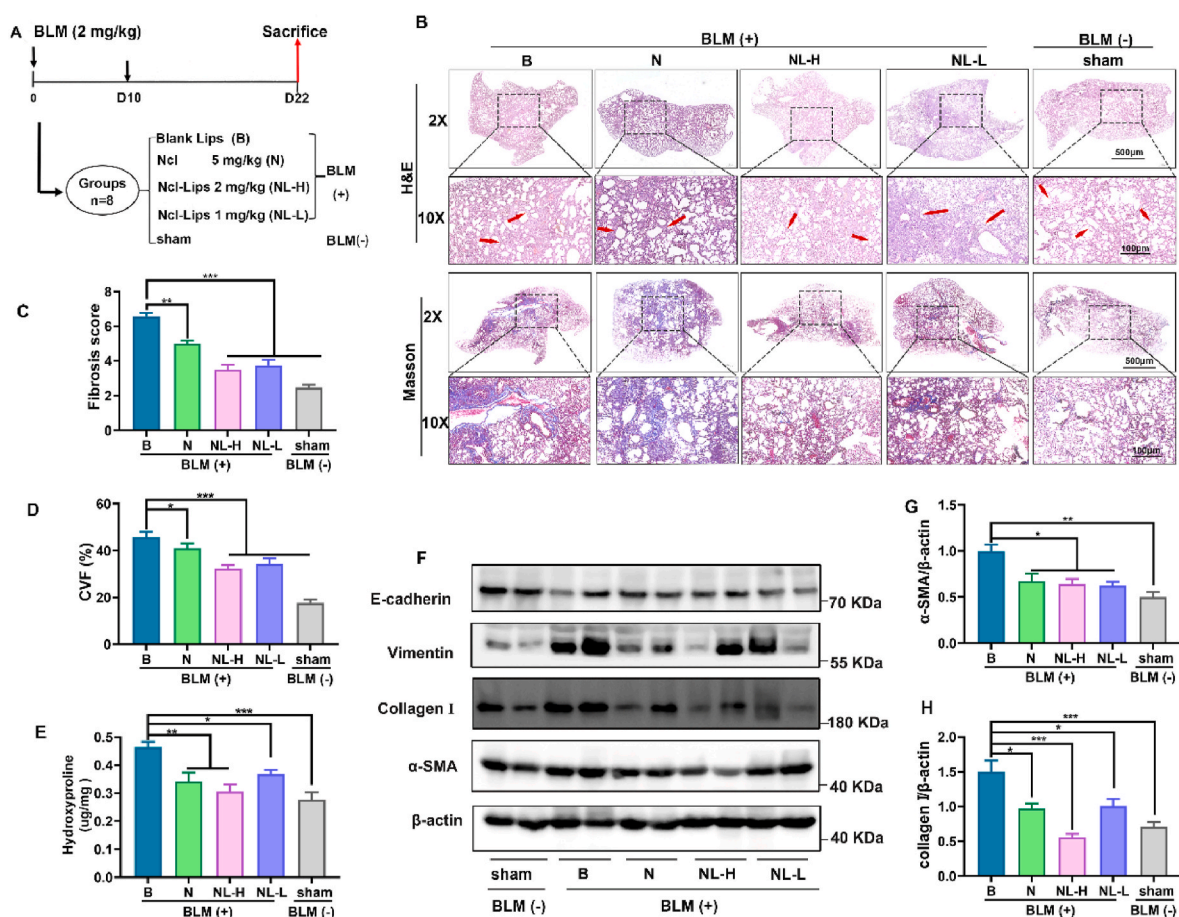 A
BLM (2 mg/kg)
Sacrifice
0
D10
D22
Groups
n=8
Blank Lips (B)
Ncl 5 mg/kg (N)
Ncl-Lips 2 mg/kg (NL-H)
Ncl-Lips 1 mg/kg (NL-L)
sham
BLM
(+)
BLM(-)
B
BLM (+)
BLM (-)
B N NL-H NL-L sham
H&E
2X
500μm
10X
100μm
Masson
2X
500μm
10X
100μm
C
***
**
Fibrosis score
8
6
4
2
0
B N NL-H NL-L sham
BLM (+) BLM (-)
D
***
*
CVF (%)
60
40
20
0
B N NL-H NL-L sham
BLM (+) BLM (-)
E
***
*
**
Hydroxyproline
(ug/mg)
0.5
0.4
0.3
0.2
0.1
0.0
B N NL-H NL-L sham
BLM (+) BLM (-)
F
E-cadherin
70 KDa
Vimentin
55 KDa
Collagen I
180 KDa
α-SMA
40 KDa
β-actin
40 KDa
sham B N NL-H NL-L
BLM (-) BLM (+)
G
**
*
α-SMA/β-actin
1.5
1.0
0.5
0.0
B N NL-H NL-L sham
BLM (+) BLM (-)
H
***
*
***
*
collagen I/β-actin
2.0
1.5
1.0
0.5
0.0
B N NL-H NL-L sham
BLM (+) BLM (-)